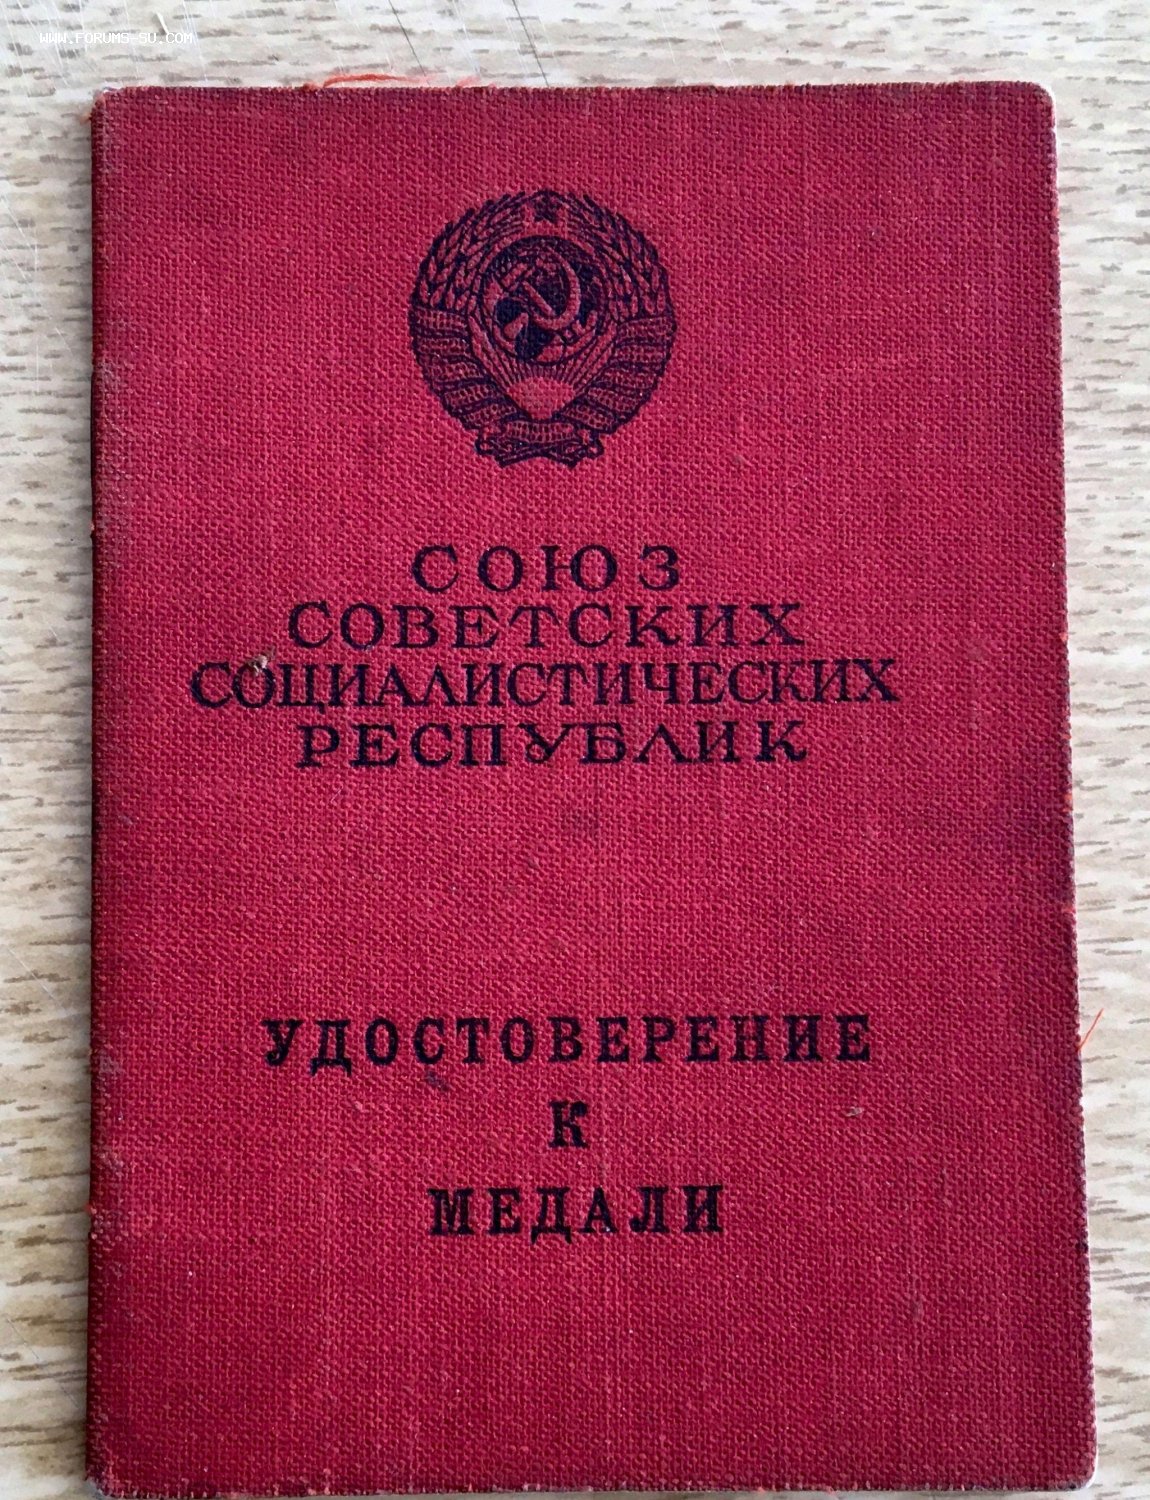 WWW.FORUMS-SU.COM
СОЮЗ
СОВЕТСКИХ
СОЦИАЛИСТИЧЕСКИХ
РЕСПУБЛИК
УДОСТОВЕРЕНИЕ
К
МЕДАЛИ